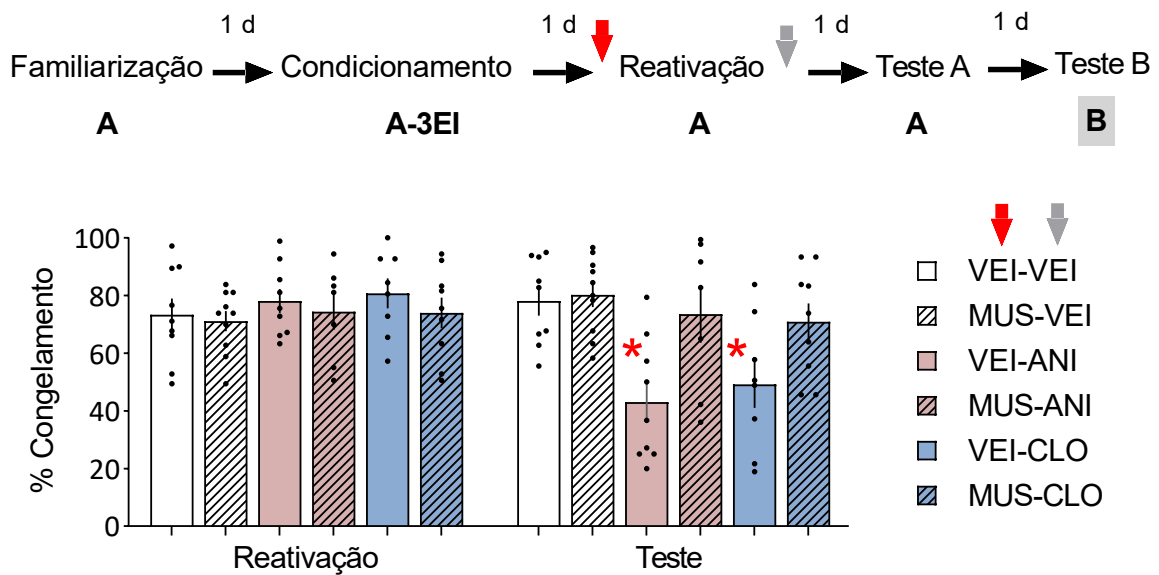 1 d 1 d 1 d 1 d
Familiarização Condicionamento Reativação Teste A Teste B
A A-3EI A A B
% Congelamento
100
80
60
40
20
0
* *
Reativação Teste
VEI-VEI
MUS-VEI
VEI-ANI
MUS-ANI
VEI-CLO
MUS-CLO